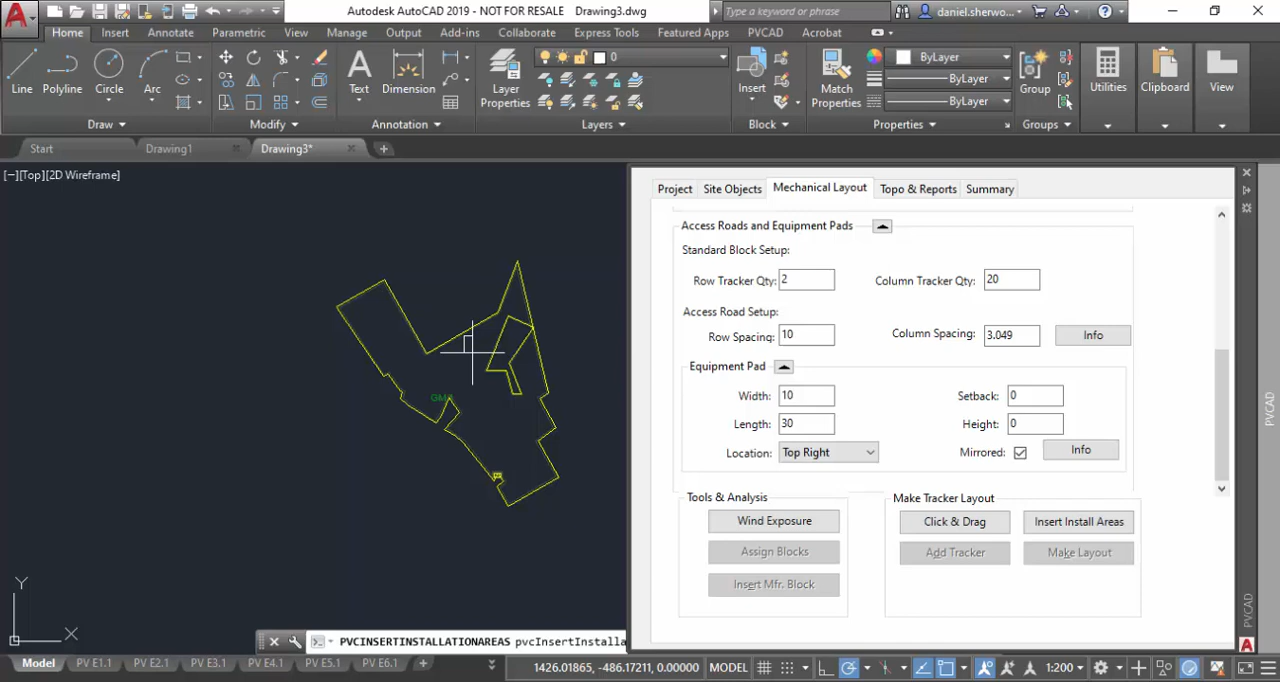 Autodesk AutoCAD 2019 - NOT FOR RESALE Drawing3.dwg
Type a keyword or phrase
daniel.sherwo...
Home Insert Annotate Parametric View Manage Output Add-ins Collaborate Express Tools Featured Apps PVCAD Acrobat
0
ByLayer
ByLayer
ByLayer
Line Polyline Circle Arc
Text Dimension
Layer Properties
Insert
Match Properties
Group
Utilities Clipboard View
Draw Modify Annotation Layers Block Properties Groups
Start Drawing1 Drawing3*
[−][Top][2D Wireframe]
Project Site Objects Mechanical Layout Topo & Reports Summary
Access Roads and Equipment Pads
Standard Block Setup:
Row Tracker Qty: 2 Column Tracker Qty: 20
Access Road Setup:
Row Spacing: 10 Column Spacing: 3.049 Info
Equipment Pad
Width: 10 Setback: 0
Length: 30 Height: 0
Location: Top Right Mirrored: Info
Tools & Analysis
Wind Exposure
Assign Blocks
Insert Mfr. Block
Make Tracker Layout
Click & Drag Insert Install Areas
Add Tracker Make Layout
PVCAD
PVCAD
Y
X
PVCINSERTINSTALLATIONAREAS pvcInsertInstalla
Model PV E1.1 PV E2.1 PV E3.1 PV E4.1 PV E5.1 PV E6.1
1426.01865, -486.17211, 0.00000 MODEL 1:200